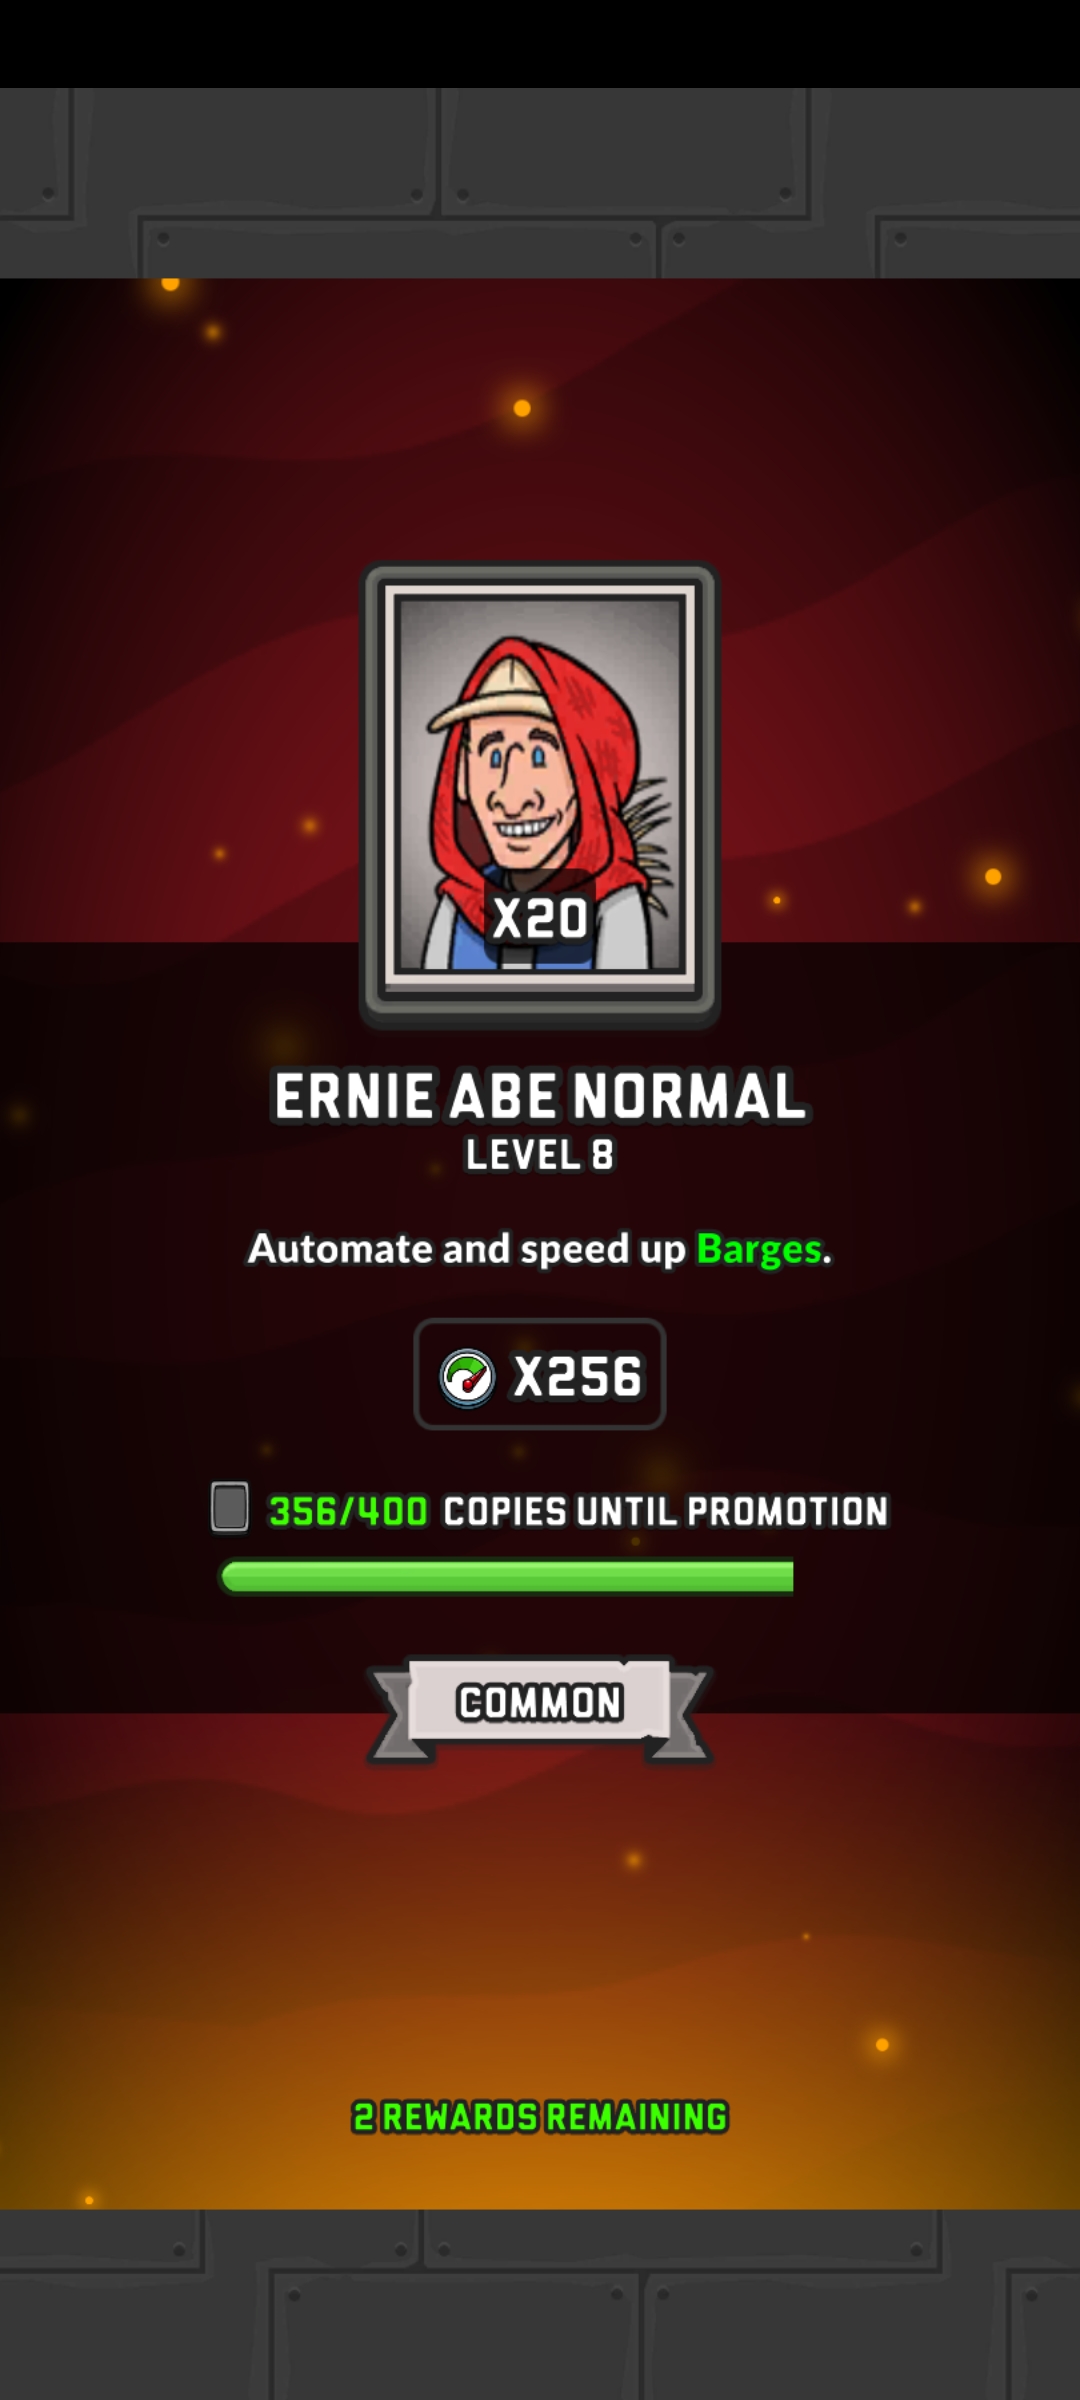 X20
ERNIE ABE NORMAL
LEVEL 8
Automate and speed up Barges.
X256
356/400 COPIES UNTIL PROMOTION
COMMON
2 REWARDS REMAINING